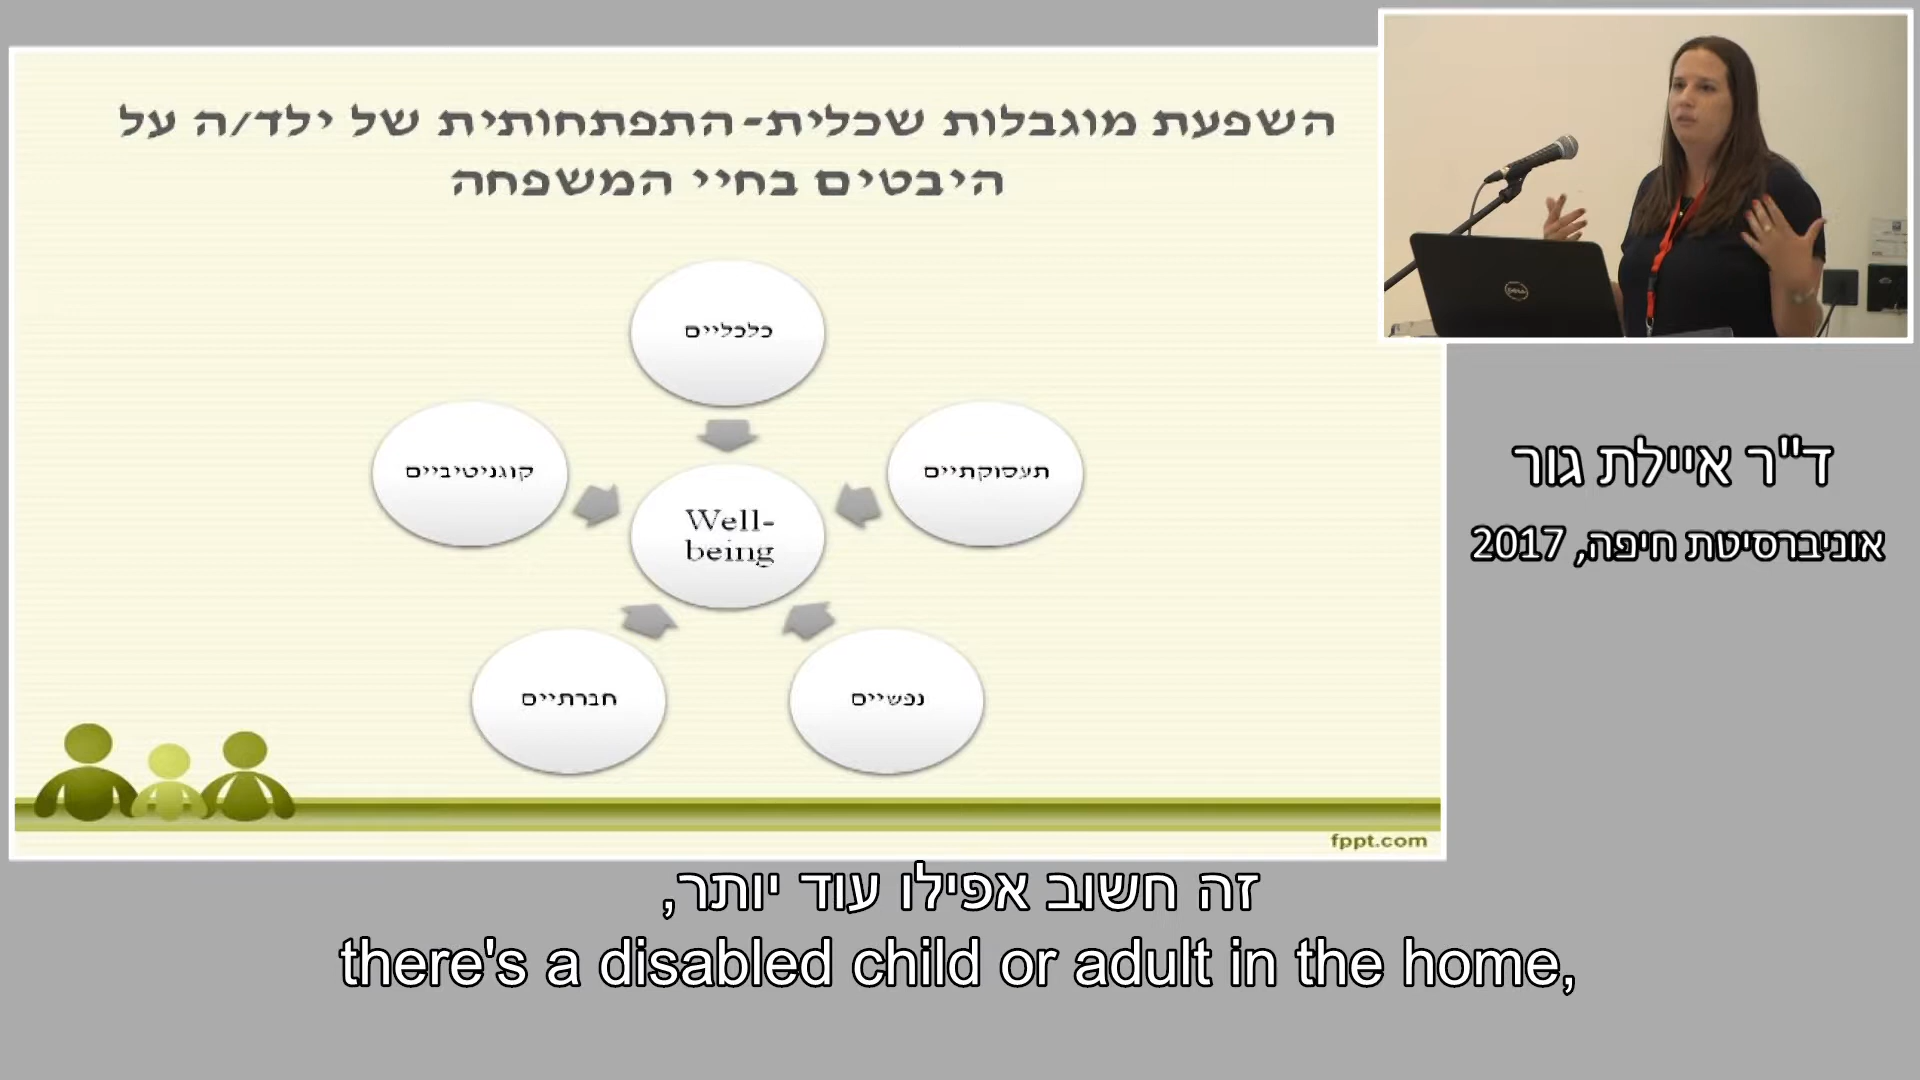 השפעת מוגבלות שכלית-התפתחותית של ילד/ה על
היבטים בחיי המשפחה
כלכליים
קוגניטיביים
תעסוקתיים
Well-
being
חברתיים
נפשיים
fppt.com
DELL
ד"ר איילת גור
אוניברסיטת חיפה, 2017
זה חשוב אפילו עוד יותר,
there's a disabled child or adult in the home,